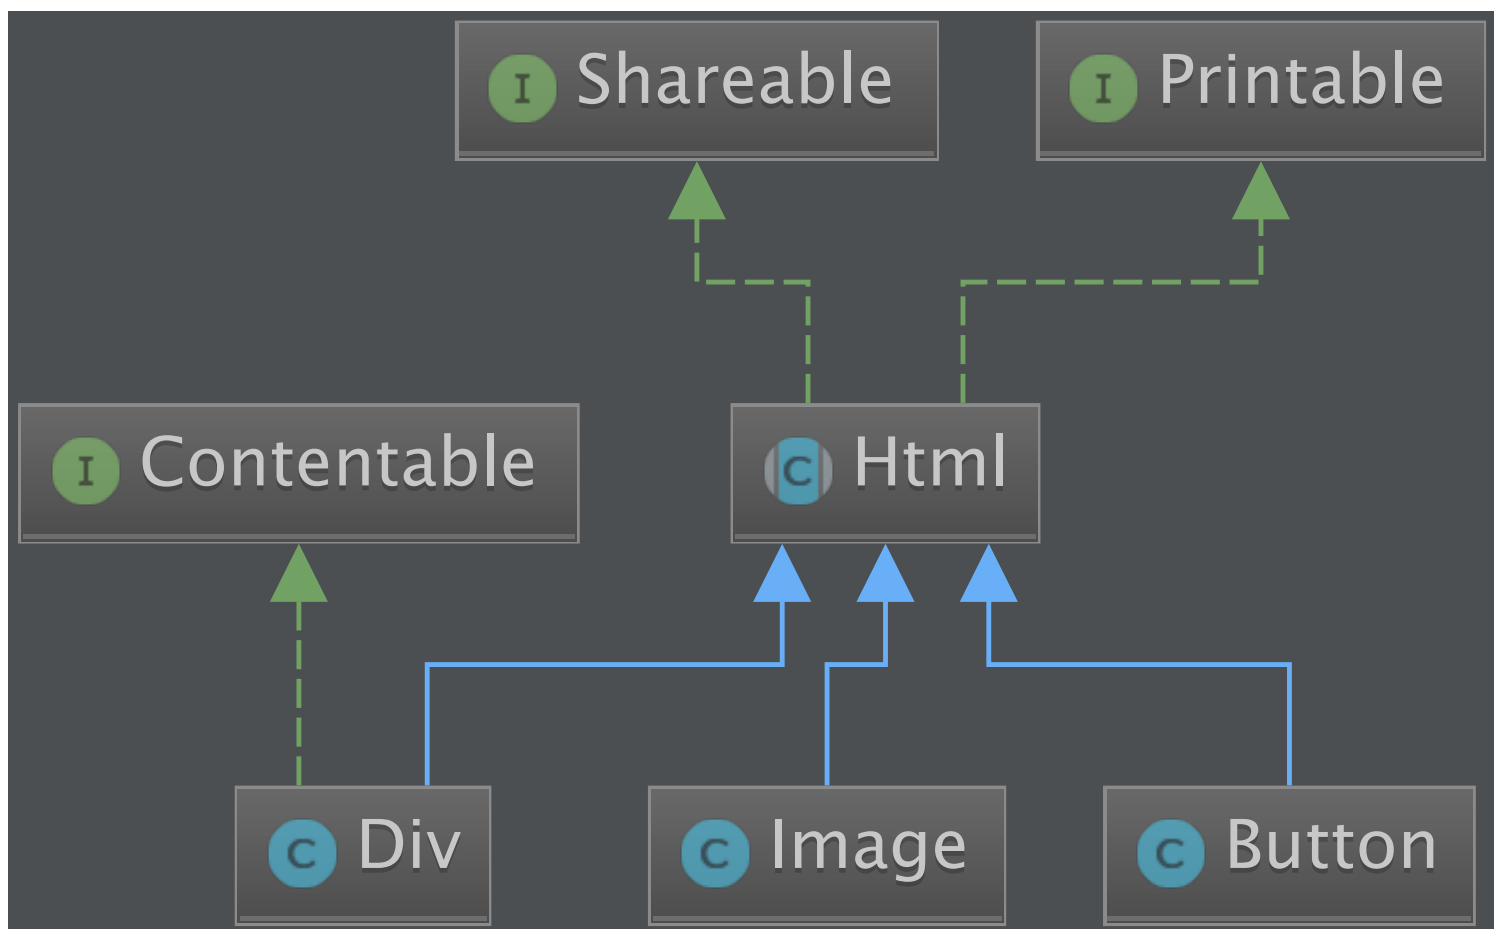 I Shareable
I Printable
I Contentable
C Html
C Div
C Image
C Button